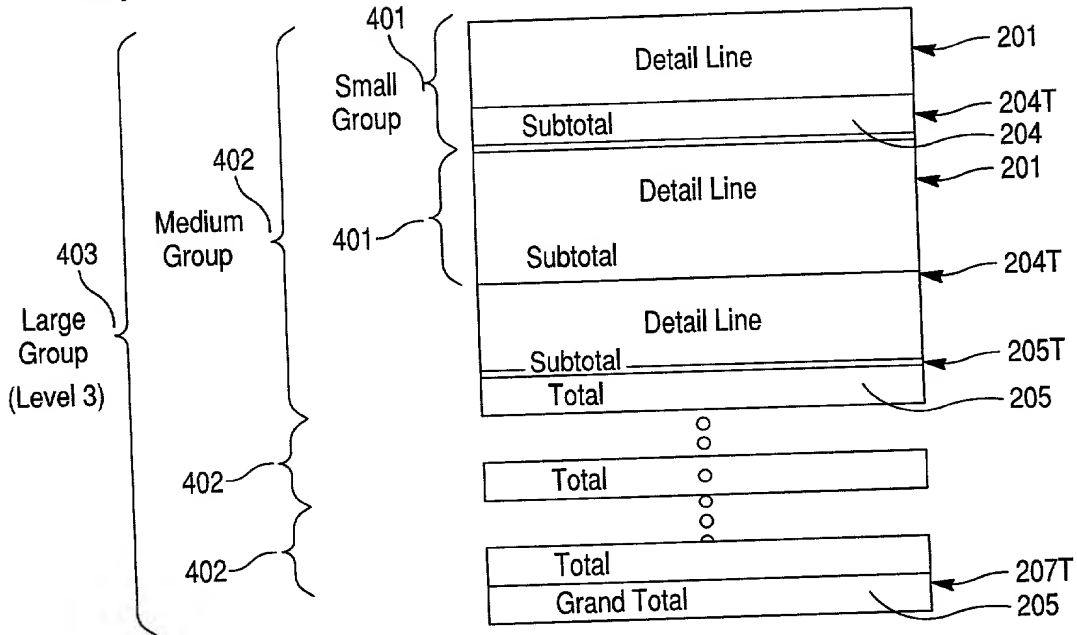 401
Small
Group
401
402
Medium
Group
403
Large
Group
(Level 3)
402
402
Detail Line
201
204T
Subtotal
204
201
Detail Line
Subtotal
204T
Detail Line
Subtotal
205T
Total
205
Total
Total
207T
Grand Total
205